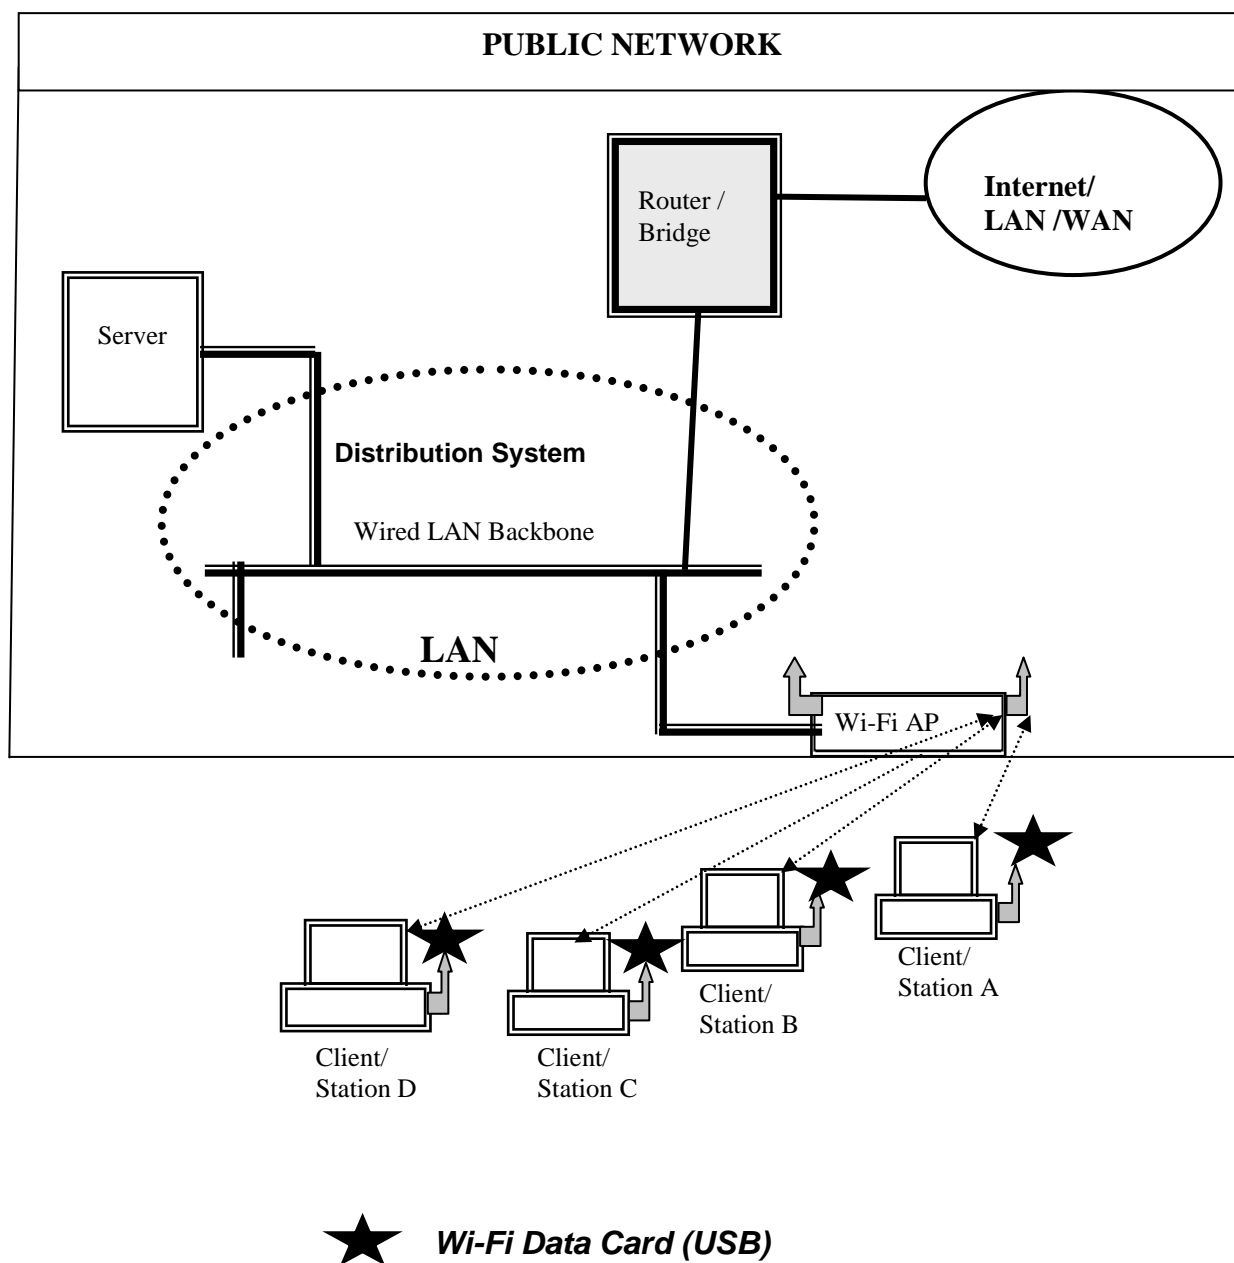 PUBLIC NETWORK
Internet/
LAN /WAN
Router /
Bridge
Server
Distribution System
Wired LAN Backbone
LAN
Wi-Fi AP
Client/
Station A
Client/
Station B
Client/
Station C
Client/
Station D
Wi-Fi Data Card (USB)